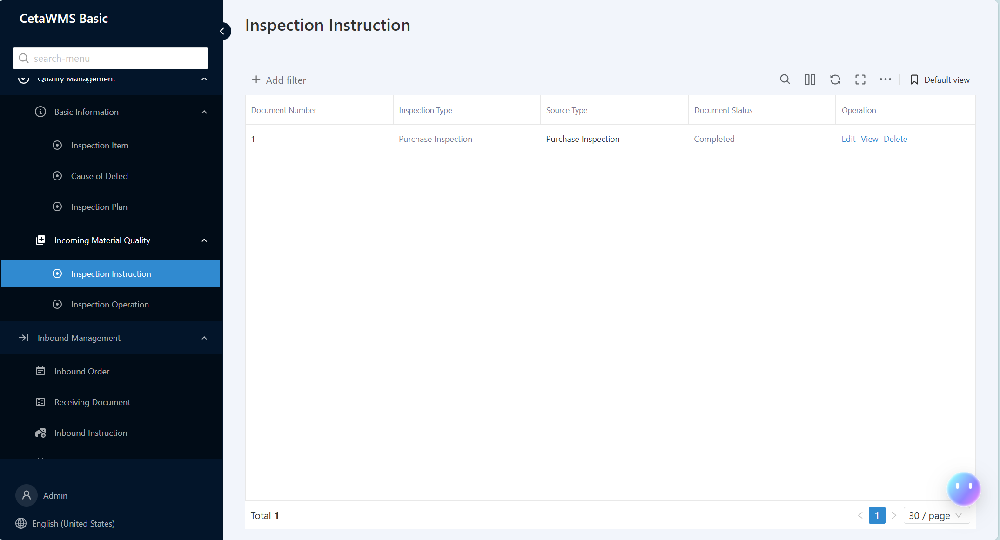 CetaWMS Basic
search-menu
Quality Management
Basic Information
Inspection Item
Cause of Defect
Inspection Plan
Incoming Material Quality
Inspection Instruction
Inspection Operation
Inbound Management
Inbound Order
Receiving Document
Inbound Instruction
Admin
English (United States)
Inspection Instruction
Add filter
Default view
Document Number Inspection Type Source Type Document Status Operation
1 Purchase Inspection Purchase Inspection Completed Edit View Delete
Total 1
1 30 / page